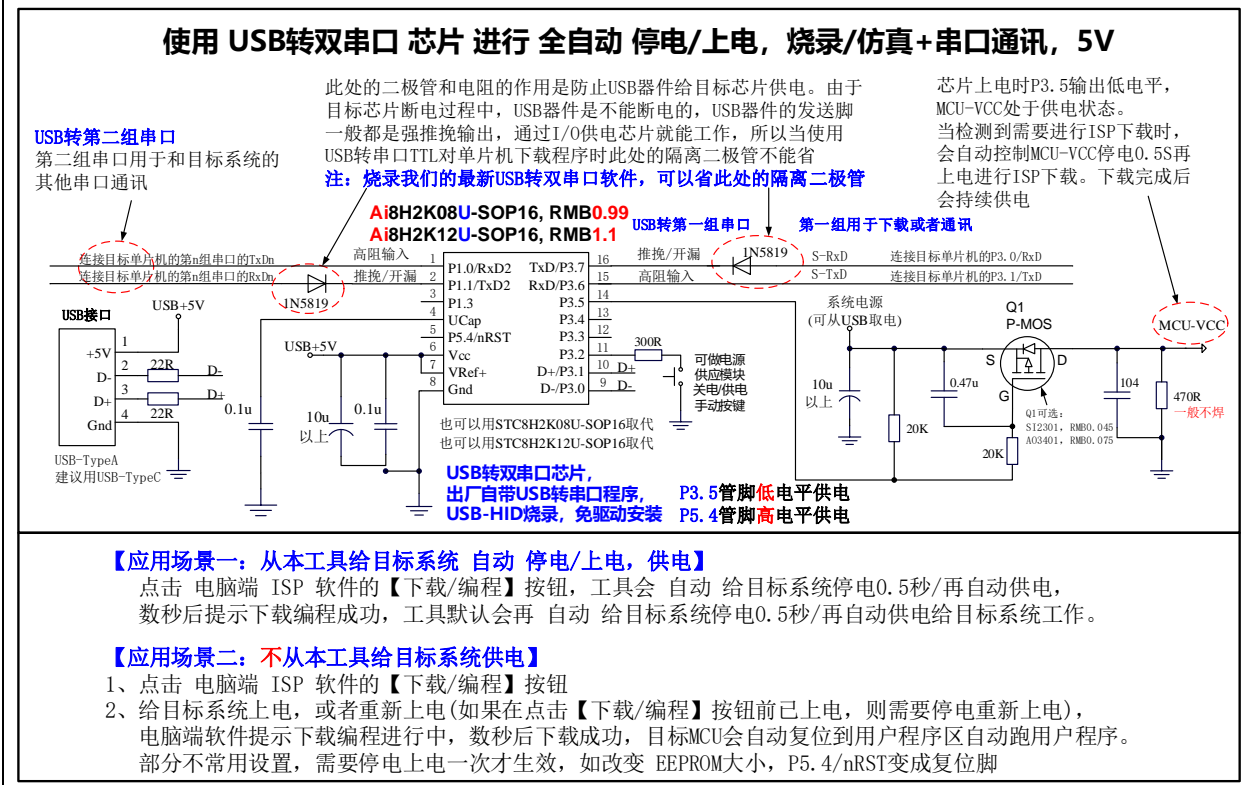 使用 USB转双串口 芯片 进行 全自动 停电/上电，烧录/仿真+串口通讯，5V
此处的二极管和电阻的作用是防止USB器件给目标芯片供电。由于
目标芯片断电过程中，USB器件是不能断电的，USB器件的发送脚
一般都是强推挽输出，通过I/O供电芯片就能工作，所以当使用
USB转串口TTL对单片机下载程序时此处的隔离二极管不能省
注：烧录我们的最新USB转双串口软件，可以省此处的隔离二极管
芯片上电时P3.5输出低电平，
MCU-VCC处于供电状态。
当检测到需要进行ISP下载时，
会自动控制MCU-VCC停电0.5S再
上电进行ISP下载。下载完成后
会持续供电
USB转第二组串口
第二组串口用于和目标系统的
其他串口通讯
Ai8H2K08U-SOP16, RMB0.99
Ai8H2K12U-SOP16, RMB1.1
USB转第一组串口
第一组用于下载或者通讯
连接目标单片机的第n组串口的TxDn
连接目标单片机的第n组串口的RxDn
1N5819
高阻输入
推挽/开漏
1
2
3
4
5
6
7
8
P1.0/RxD2
P1.1/TxD2
P1.3
UCap
P5.4/nRST
Vcc
VRef+
Gnd
TxD/P3.7
RxD/P3.6
P3.5
P3.4
P3.3
P3.2
D+/P3.1
D-/P3.0
16
15
14
13
12
11
10
9
D+
D-
推挽/开漏
高阻输入
1N5819
S-RxD
S-TxD
连接目标单片机的P3.0/RxD
连接目标单片机的P3.1/TxD
USB接口
USB+5V
+5V
D-
D+
Gnd
1
2
3
4
22R
22R
D-
D+
USB-TypeA
建议用USB-TypeC
0.1u
USB+5V
10u
以上
0.1u
300R
可做电源
供应模块
关电/供电
手动按键
也可以用STC8H2K08U-SOP16取代
也可以用STC8H2K12U-SOP16取代
USB转双串口芯片，
出厂自带USB转串口程序，
USB-HID烧录，免驱动安装
P3.5管脚低电平供电
P5.4管脚高电平供电
系统电源
(可从USB取电)
10u
以上
0.47u
20K
20K
Q1
P-MOS
S
D
G
Q1可选：
SI2301, RMB0.045
AO3401, RMB0.075
MCU-VCC
104
470R
一般不焊
【应用场景一：从本工具给目标系统 自动 停电/上电，供电】
点击 电脑端 ISP 软件的【下载/编程】按钮，工具会 自动 给目标系统停电0.5秒/再自动供电，
数秒后提示下载编程成功，工具默认会再 自动 给目标系统停电0.5秒/再自动供电给目标系统工作。
【应用场景二：不从本工具给目标系统供电】
1、点击 电脑端 ISP 软件的【下载/编程】按钮
2、给目标系统上电，或者重新上电(如果在点击【下载/编程】按钮前已上电，则需要停电重新上电)，
电脑端软件提示下载编程进行中，数秒后下载成功，目标MCU会自动复位到用户程序区自动跑用户程序。
部分不常用设置，需要停电上电一次才生效，如改变 EEPROM大小，P5.4/nRST变成复位脚